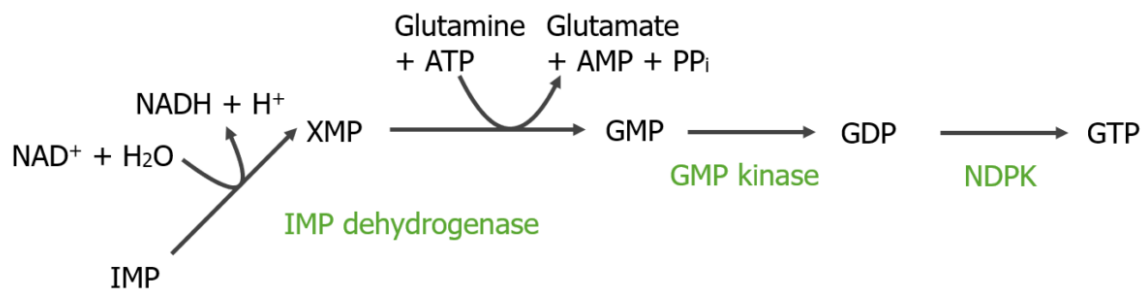 Glutamine
+ ATP
Glutamate
+ AMP + PPi
NADH + H⁺
NAD⁺ + H₂O
XMP
GMP
GDP
GTP
GMP kinase
NDPK
IMP dehydrogenase
IMP